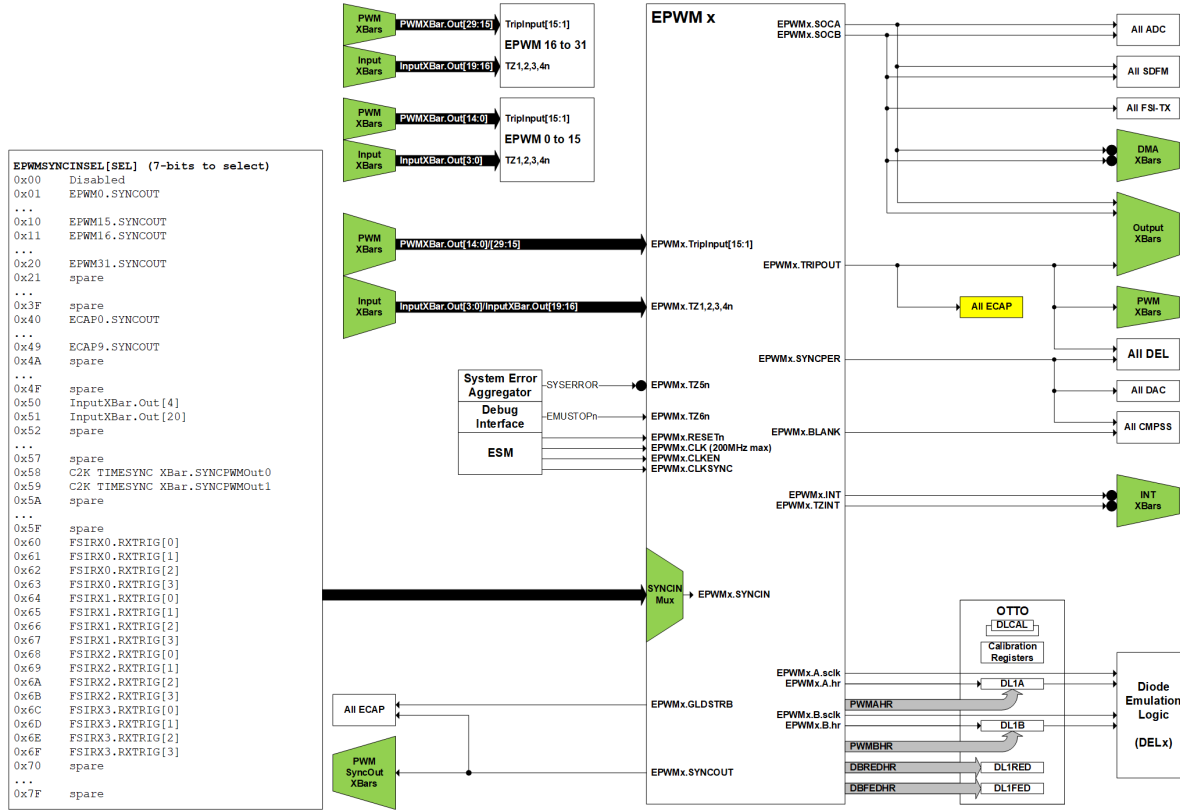 PWM
XBars
PWMXBar.Out[29:15]
TripInput[15:1]
EPWM 16 to 31
Input
XBars
InputXBar.Out[19:16]
TZ1,2,3,4n
PWM
XBars
PWMXBar.Out[14:0]
TripInput[15:1]
EPWM 0 to 15
Input
XBars
InputXBar.Out[3:0]
TZ1,2,3,4n
EPWMSYNCINSEL[SEL] (7-bits to select)
0x00 Disabled
0x01 EPWM0.SYNCOUT
...
0x10 EPWM15.SYNCOUT
0x11 EPWM16.SYNCOUT
...
0x20 EPWM31.SYNCOUT
0x21 spare
...
0x3F spare
0x40 ECAP0.SYNCOUT
...
0x49 ECAP9.SYNCOUT
0x4A spare
...
0x4F spare
0x50 InputXBar.Out[4]
0x51 InputXBar.Out[20]
0x52 spare
...
0x57 spare
0x58 C2K TIMESYNC XBar.SYNCPWMOut0
0x59 C2K TIMESYNC XBar.SYNCPWMOut1
0x5A spare
...
0x5F spare
0x60 FSIRX0.RXTRIG[0]
0x61 FSIRX0.RXTRIG[1]
0x62 FSIRX0.RXTRIG[2]
0x63 FSIRX0.RXTRIG[3]
0x64 FSIRX1.RXTRIG[0]
0x65 FSIRX1.RXTRIG[1]
0x66 FSIRX1.RXTRIG[2]
0x67 FSIRX1.RXTRIG[3]
0x68 FSIRX2.RXTRIG[0]
0x69 FSIRX2.RXTRIG[1]
0x6A FSIRX2.RXTRIG[2]
0x6B FSIRX2.RXTRIG[3]
0x6C FSIRX3.RXTRIG[0]
0x6D FSIRX3.RXTRIG[1]
0x6E FSIRX3.RXTRIG[2]
0x6F FSIRX3.RXTRIG[3]
0x70 spare
...
0x7F spare
PWM
XBars
PWMXBar.Out[14:0]/[29:15]
Input
XBars
InputXBar.Out[3:0]/InputXBar.Out[19:16]
System Error
Aggregator
SYSERROR
Debug
Interface
EMUSTOPn
ESM
All ECAP
PWM
SyncOut
XBars
EPWM x
EPWMx.TripInput[15:1]
EPWMx.TZ1,2,3,4n
EPWMx.TZ5n
EPWMx.TZ6n
EPWMx.RESETn
EPWMx.CLK (200MHz max)
EPWMx.CLKEN
EPWMx.CLKSYNC
SYNCIN
Mux
EPWMx.SYNCIN
EPWMx.GLDSTRB
EPWMx.SYNCOUT
EPWMx.SOCA
EPWMx.SOCB
EPWMx.TRIPOUT
EPWMx.SYNCPER
EPWMx.BLANK
EPWMx.INT
EPWMx.TZINT
EPWMx.A.sclk
EPWMx.A.hr
EPWMx.B.sclk
EPWMx.B.hr
PWMAHR
PWMBHR
DBREDHR
DBFEDHR
All ADC
All SDFM
All FSI-TX
DMA
XBars
Output
XBars
All ECAP
PWM
XBars
All DEL
All DAC
All CMPSS
INT
XBars
OTTO
DLCAL
Calibration
Registers
DL1A
DL1B
DL1RED
DL1FED
Diode
Emulation
Logic
(DELx)